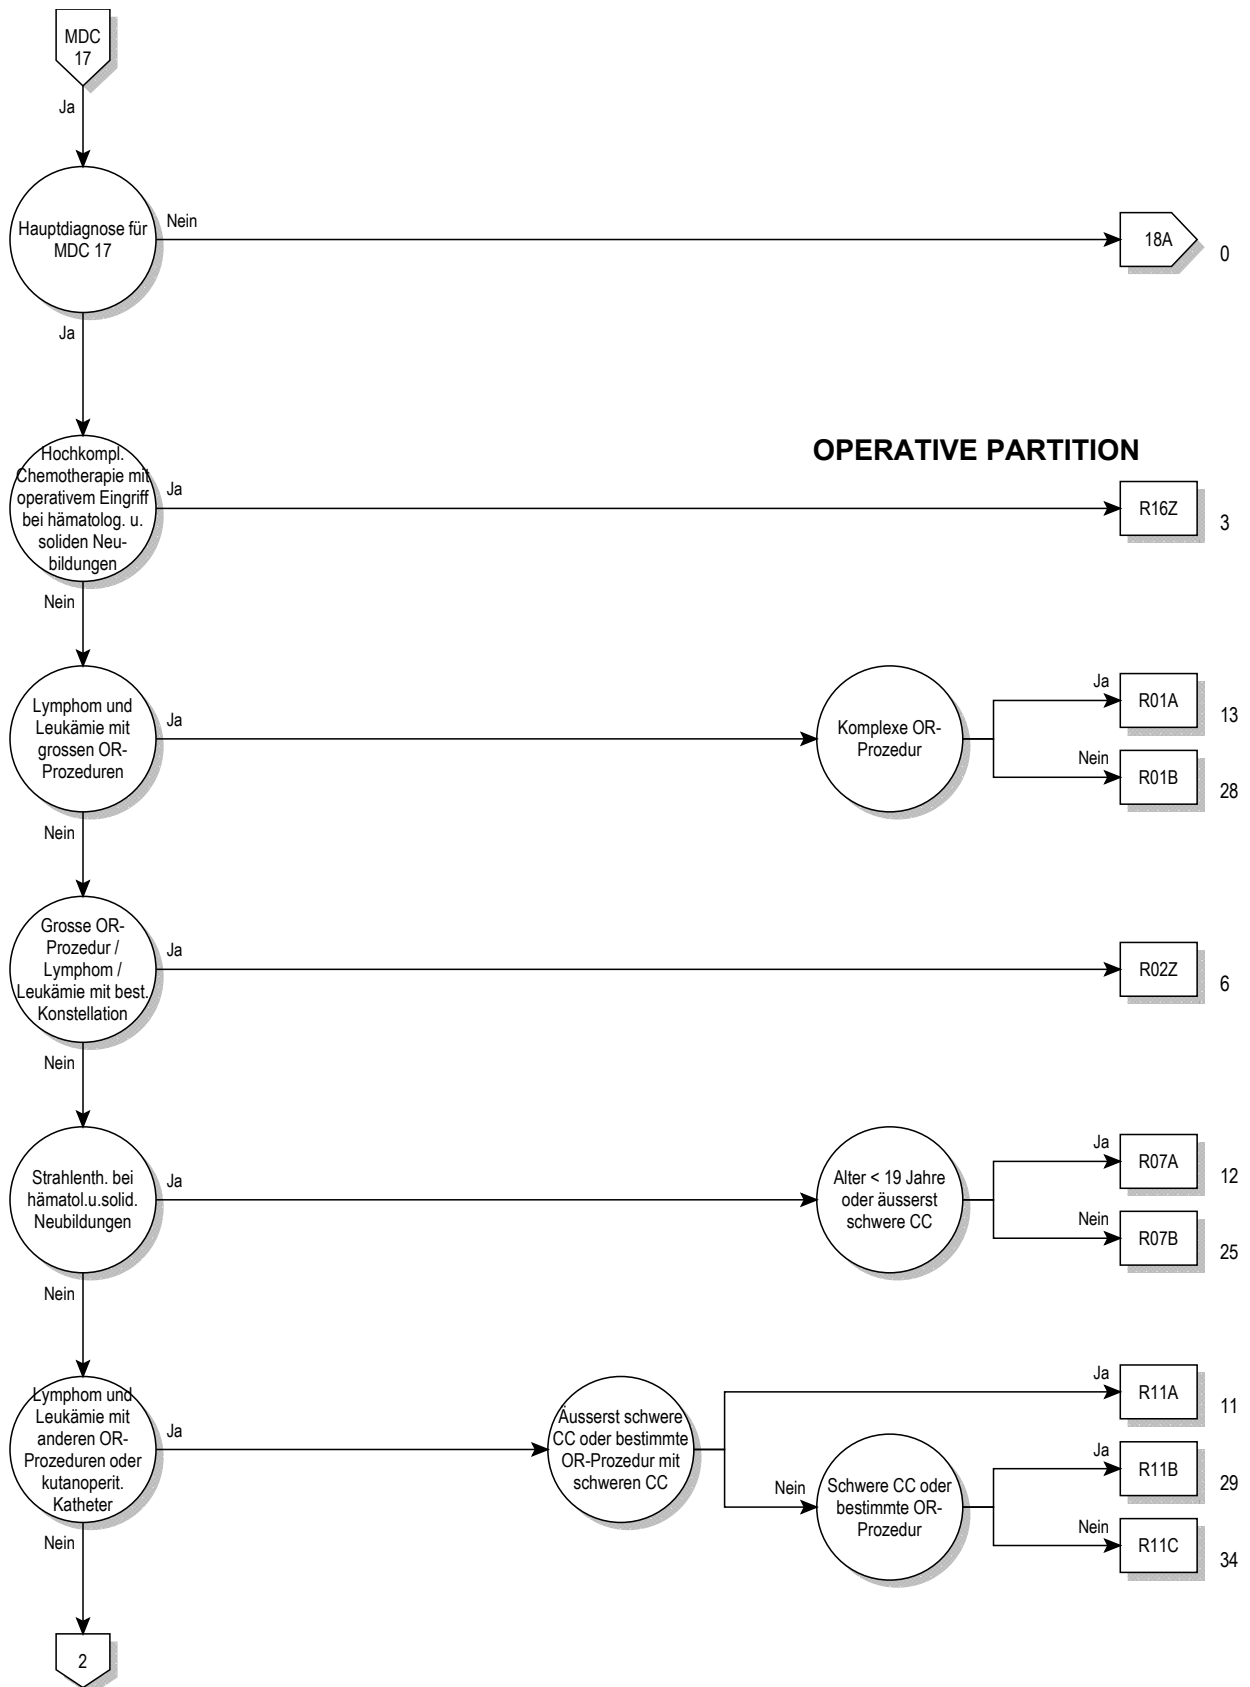 MDC
17
Ja
Hauptdiagnose für
MDC 17
Nein
18A
0
Ja
OPERATIVE PARTITION
Hochkompl.
Chemotherapie mit
operativem Eingriff
bei hämatolog. u.
soliden Neu-
bildungen
Ja
R16Z
3
Nein
Lymphom und
Leukämie mit
grossen OR-
Prozeduren
Ja
Komplexe OR-
Prozedur
Ja
R01A
13
Nein
R01B
28
Nein
Grosse OR-
Prozedur /
Lymphom /
Leukämie mit best.
Konstellation
Ja
R02Z
6
Nein
Strahlenth. bei
hämatol.u.solid.
Neubildungen
Ja
Alter < 19 Jahre
oder äusserst
schwere CC
Ja
R07A
12
Nein
R07B
25
Nein
Lymphom und
Leukämie mit
anderen OR-
Prozeduren oder
kutanoperit.
Katheter
Ja
Äusserst schwere
CC oder bestimmte
OR-Prozedur mit
schweren CC
Ja
R11A
11
Nein
Schwere CC oder
bestimmte OR-
Prozedur
Ja
R11B
29
Nein
R11C
34
Nein
2